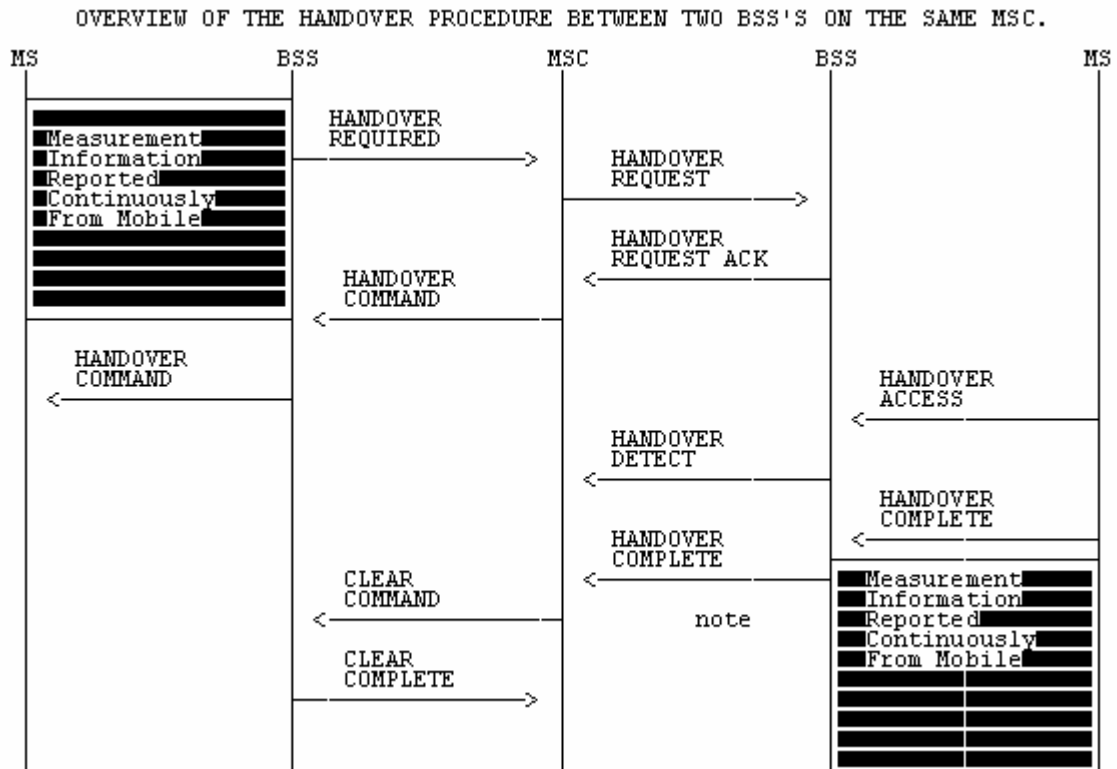 OVERVIEW OF THE HANDOVER PROCEDURE BETWEEN TWO BSS'S ON THE SAME MSC.
MS BSS MSC BSS MS
HANDOVER
REQUIRED
Measurement
Information
Reported
Continuously
From Mobile
HANDOVER
REQUEST
HANDOVER
REQUEST ACK
HANDOVER
COMMAND
HANDOVER
COMMAND
HANDOVER
ACCESS
HANDOVER
DETECT
HANDOVER
COMPLETE
HANDOVER
COMPLETE
CLEAR
COMMAND
note
Measurement
Information
Reported
Continuously
From Mobile
CLEAR
COMPLETE